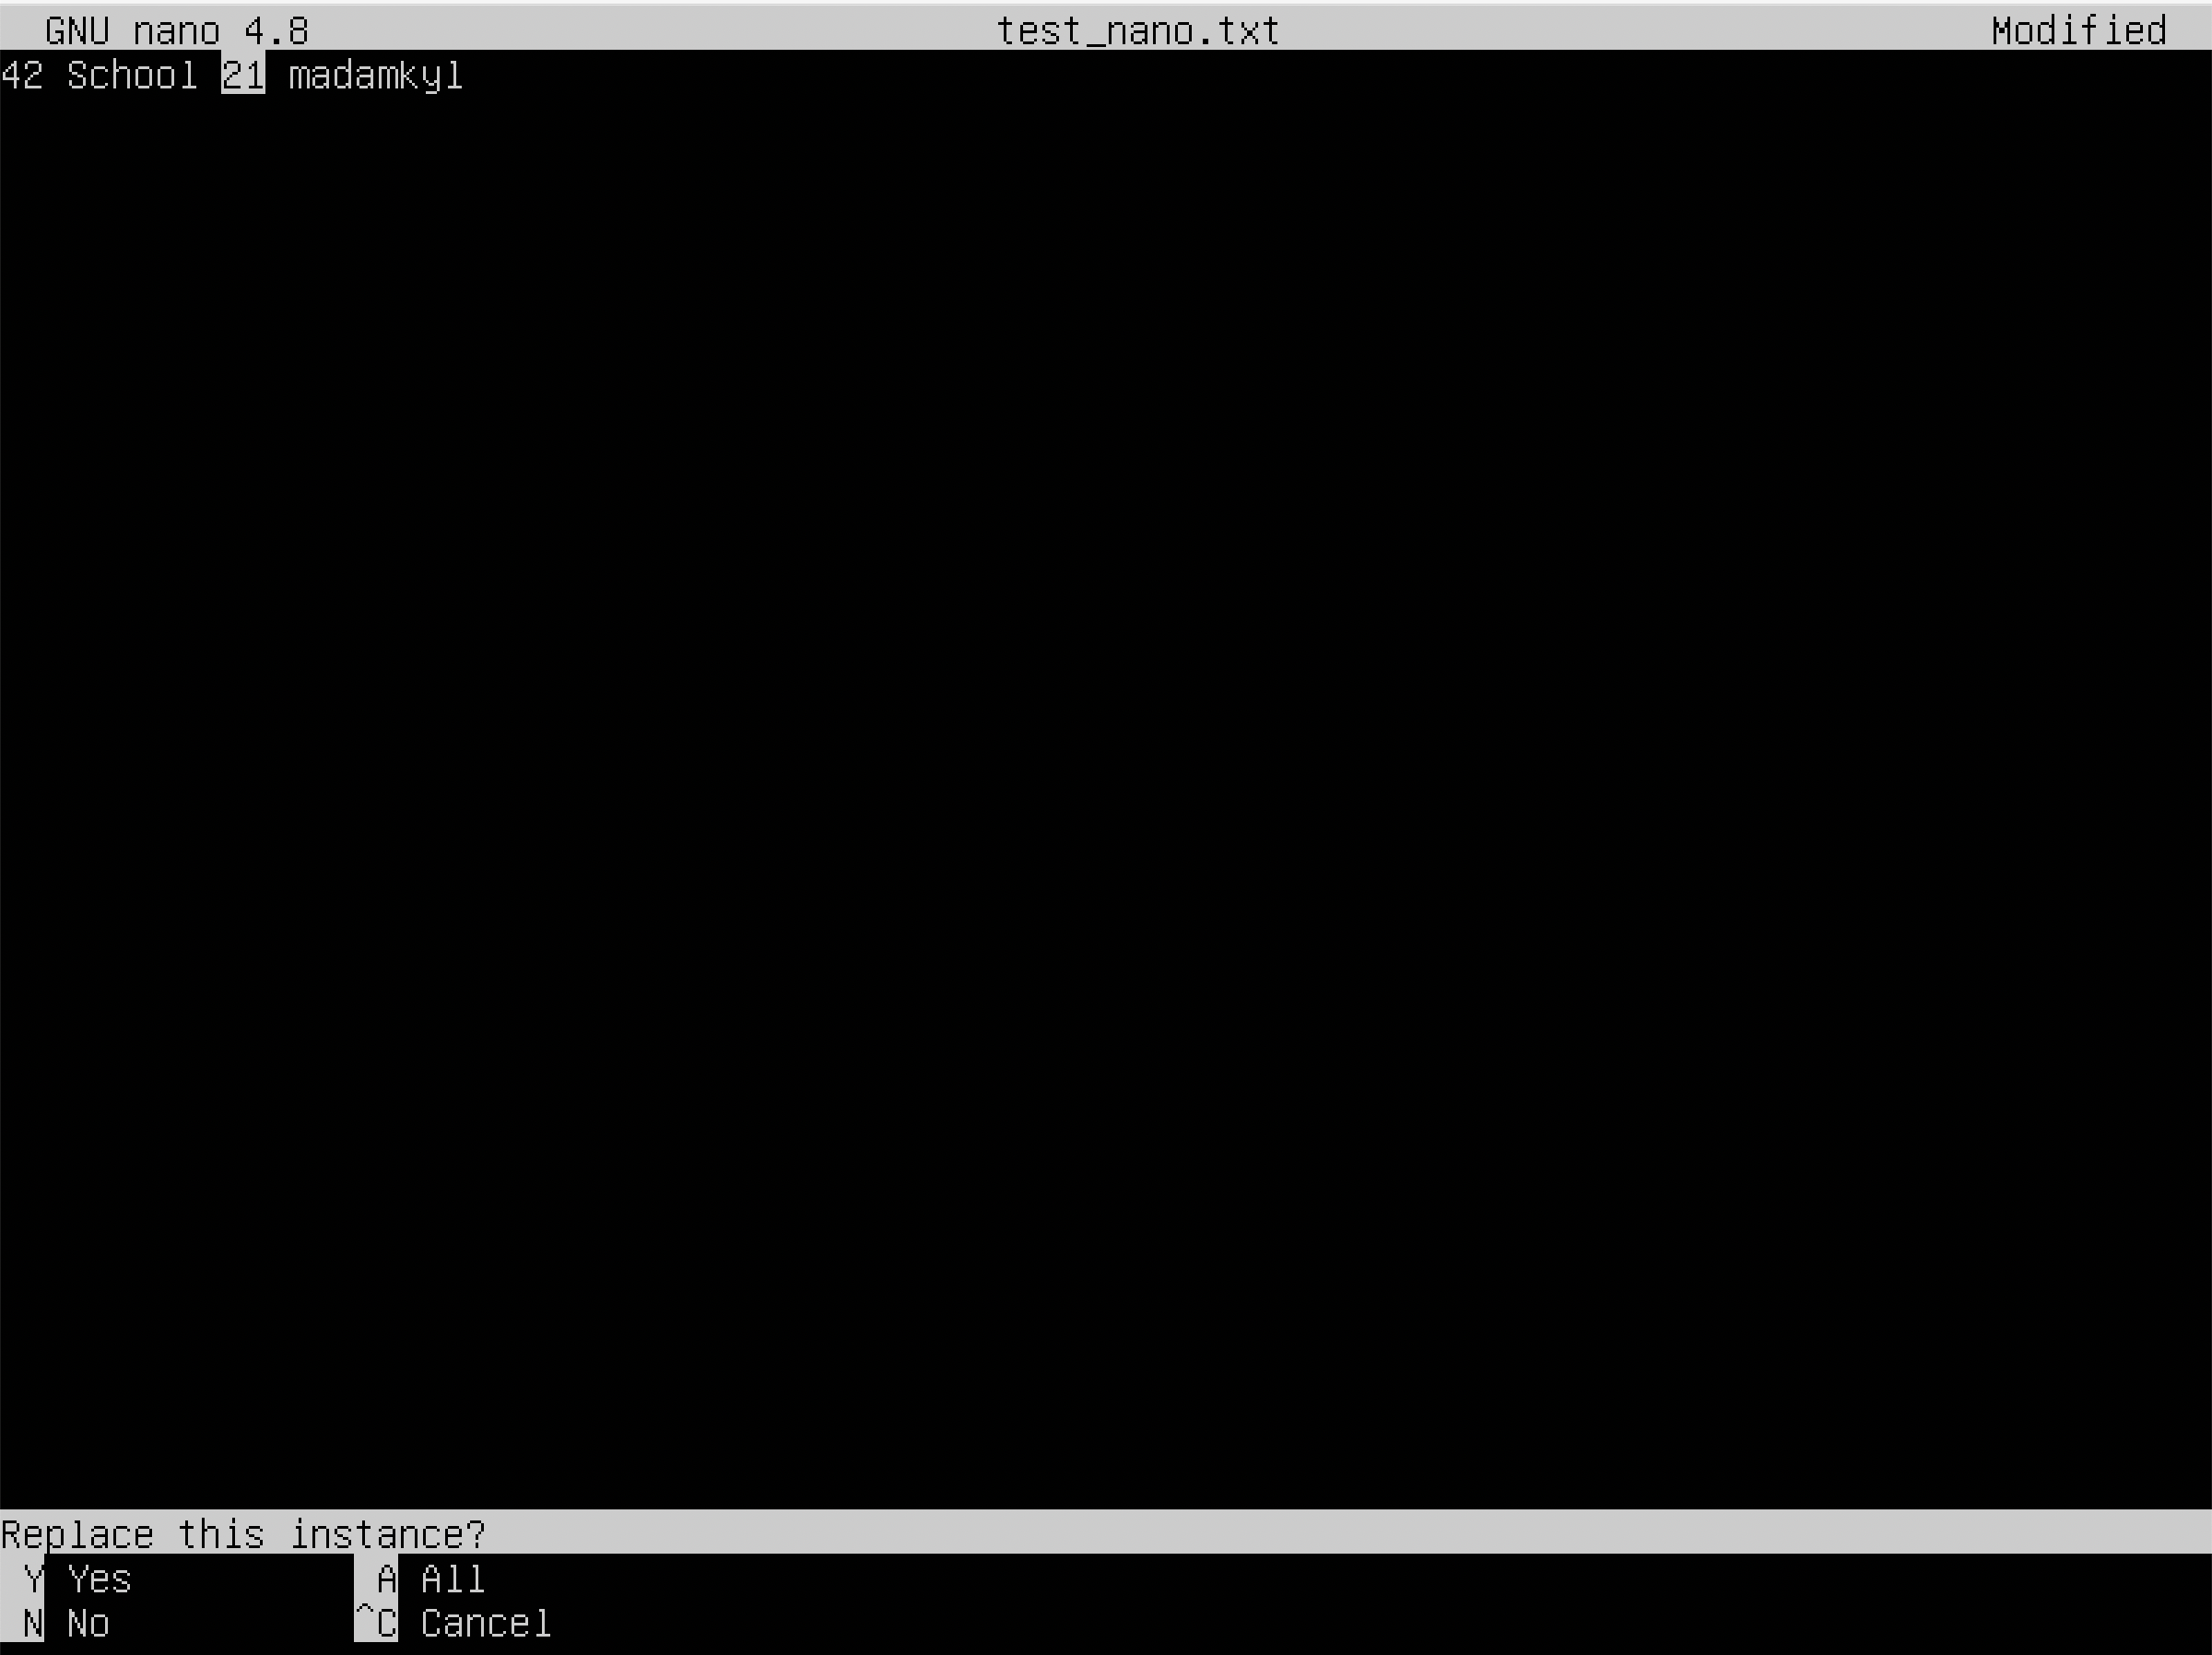 GNU nano 4.8 test_nano.txt Modified
42 School 21 madamkyl
Replace this instance?
Y Yes A All
N No ^C Cancel